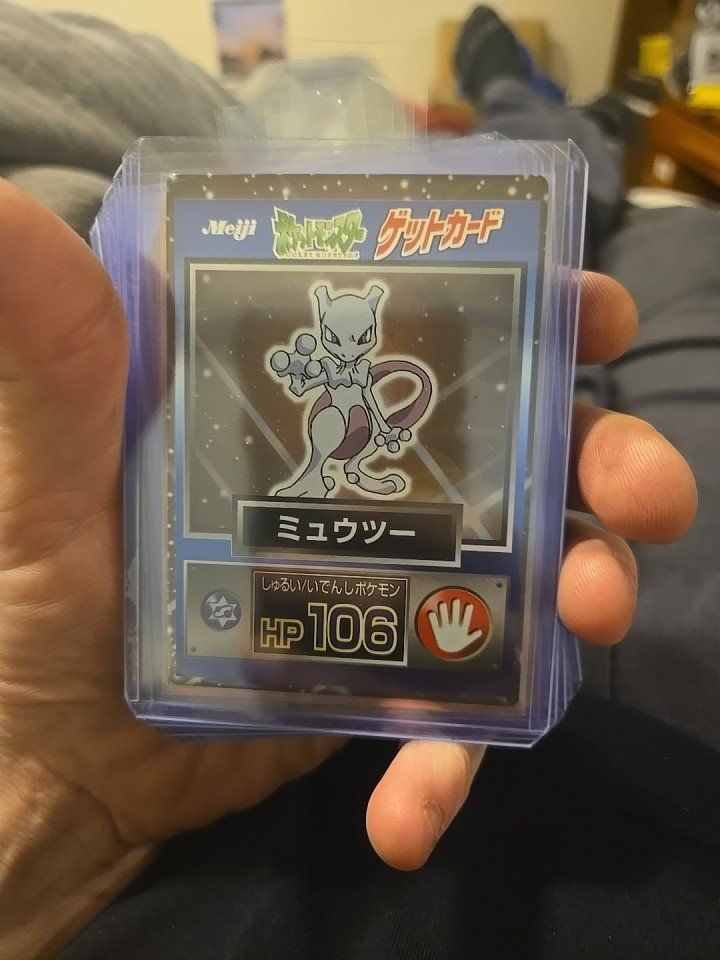 Meiji ポケットモンスター ゲットカード
POCKET MONSTERS
ミュウツー
しゅるい/いでんしポケモン
HP 106